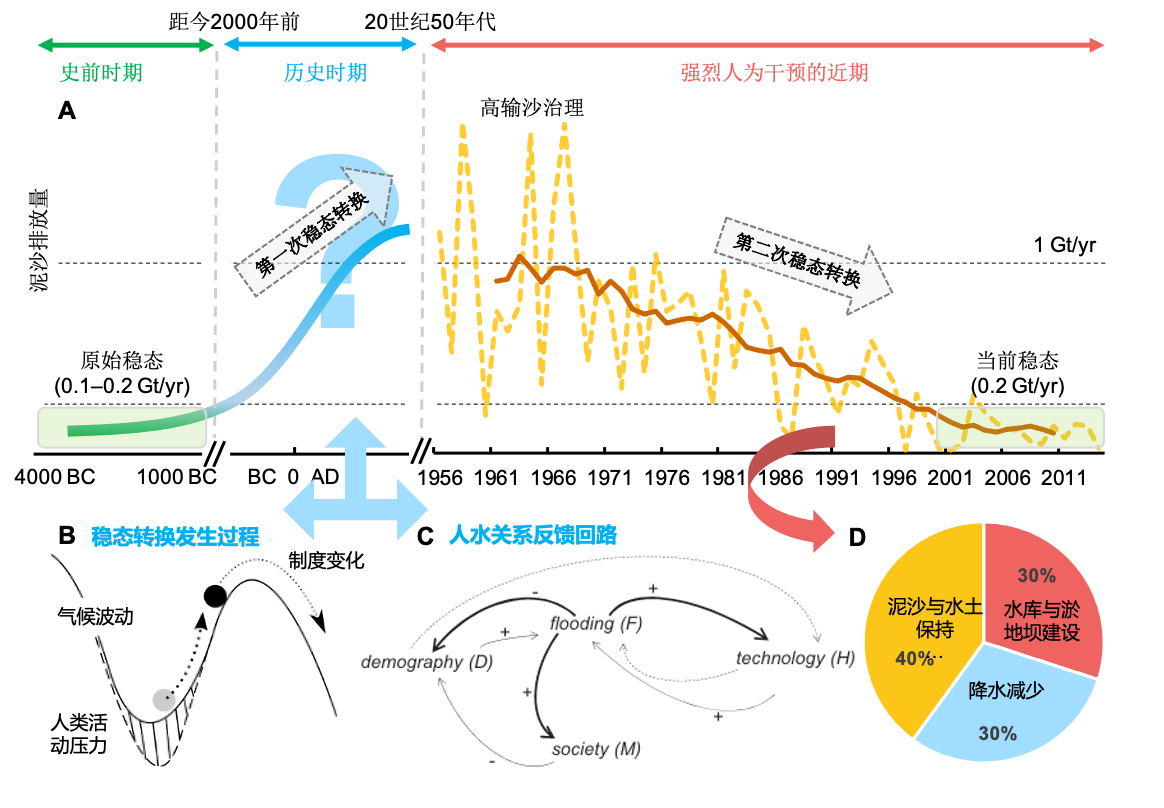 距今2000年前
20世纪50年代
史前时期
历史时期
强烈人为干预的近期
A
高输沙治理
泥沙排放量
第一次稳态转换
?
第二次稳态转换
1 Gt/yr
原始稳态
(0.1–0.2 Gt/yr)
当前稳态
(0.2 Gt/yr)
4000 BC
1000 BC
BC
0
AD
1956
1961
1966
1971
1976
1981
1986
1991
1996
2001
2006
2011
B
稳态转换发生过程
制度变化
气候波动
人类活
动压力
C
人水关系反馈回路
-
+
flooding (F)
+
demography (D)
technology (H)
+
+
society (M)
-
D
30%
水库与淤
地坝建设
泥沙与水土
保持
40%··
降水减少
30%